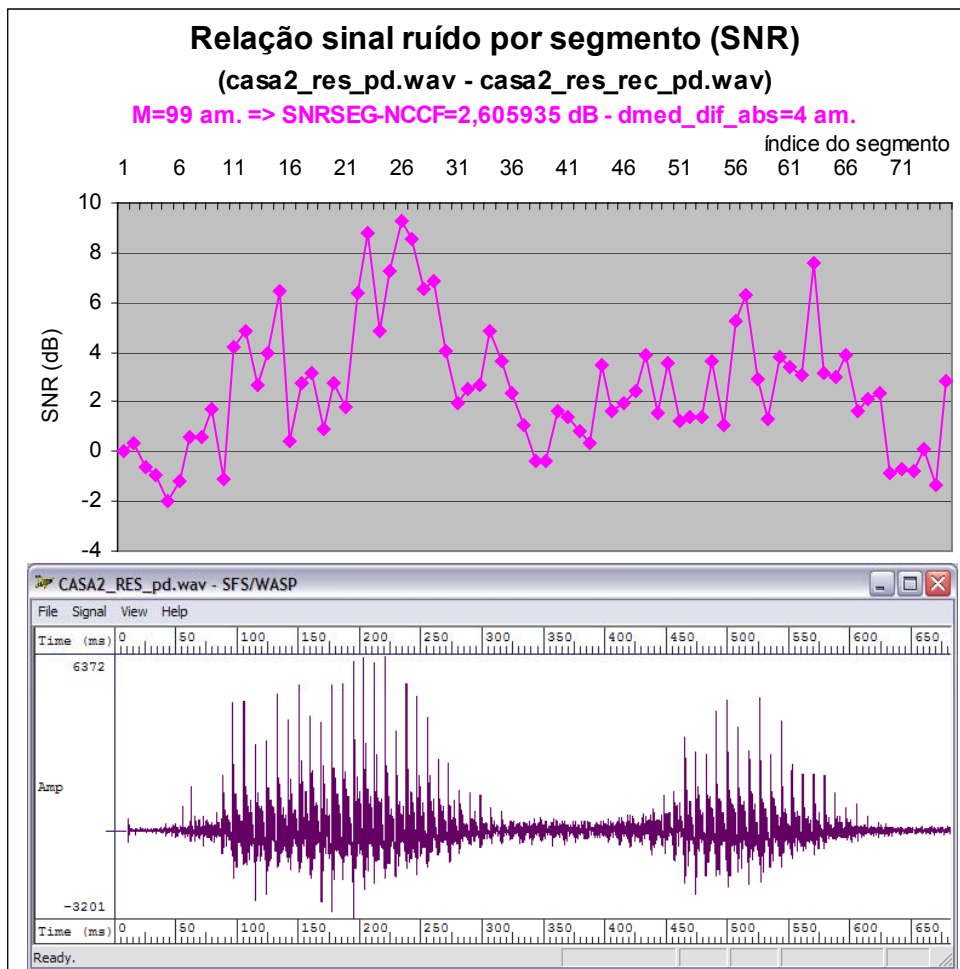 Relação sinal ruído por segmento (SNR)
(casa2_res_pd.wav - casa2_res_rec_pd.wav)
M=99 am. => SNRSEG-NCCF=2,605935 dB - dmed_dif_abs=4 am.
índice do segmento
1 6 11 16 21 26 31 36 41 46 51 56 61 66 71
10
8
6
4
2
0
-2
-4
SNR (dB)
CASA2_RES_pd.wav - SFS/WASP
File Signal View Help
Time (ms) 0 50 100 150 200 250 300 350 400 450 500 550 600 650
6372
Amp
-3201
Time (ms) 0 50 100 150 200 250 300 350 400 450 500 550 600 650
Ready.